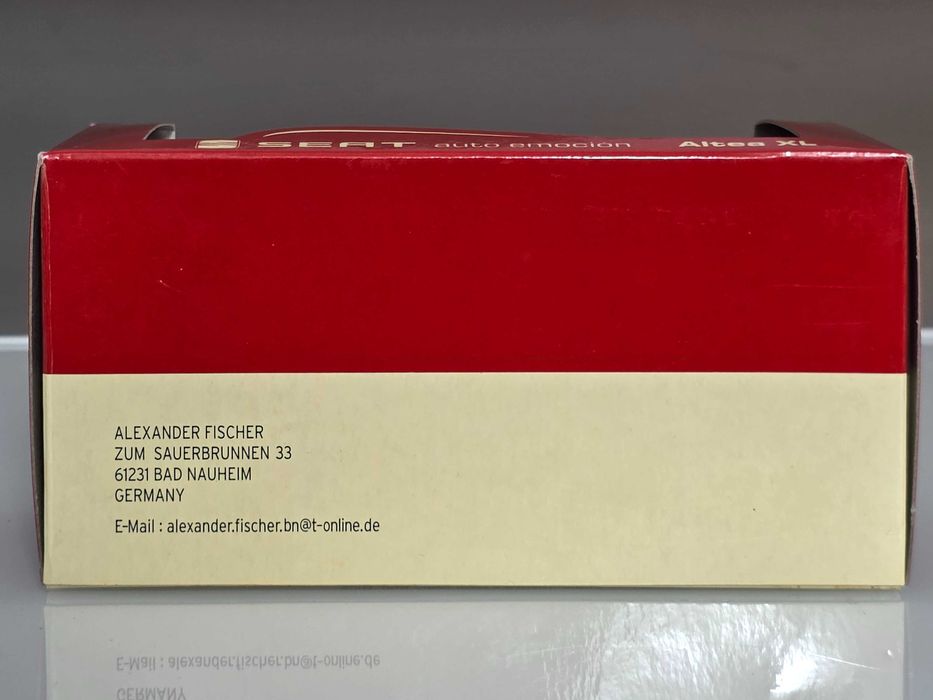 SEAT auto emoción Altea XL
ALEXANDER FISCHER
ZUM SAUERBRUNNEN 33
61231 BAD NAUHEIM
GERMANY
E-Mail : alexander.fischer.bn@t-online.de